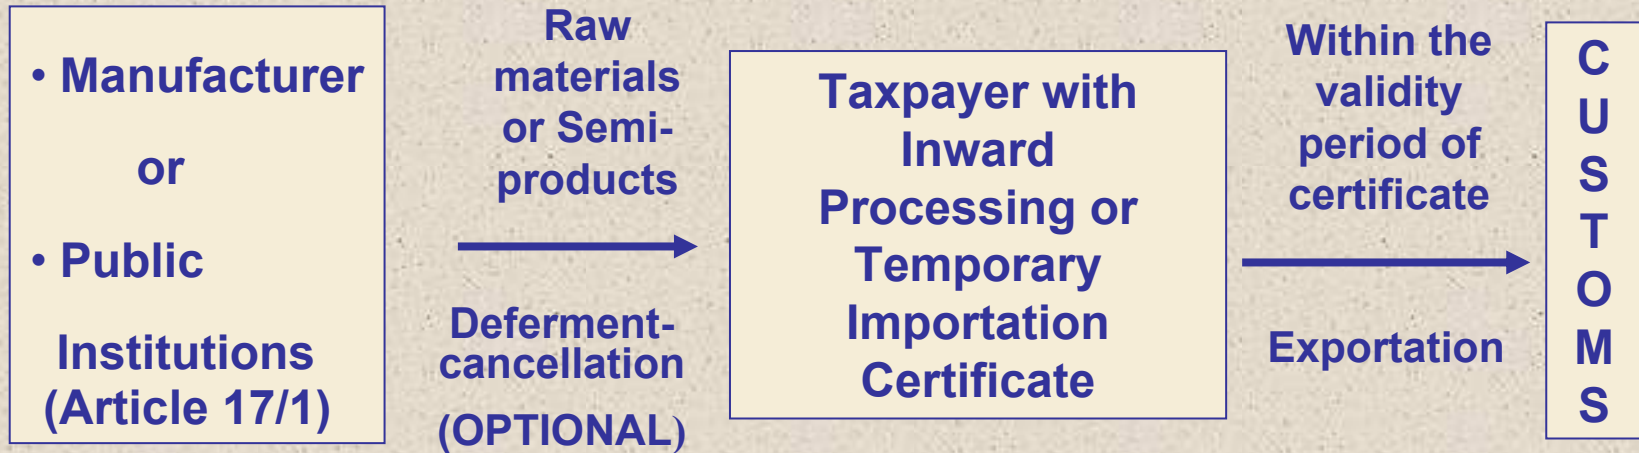 • Manufacturer
or
• Public
Institutions
(Article 17/1)
Raw
materials
or Semi-
products
Deferment-
cancellation
(OPTIONAL)
Taxpayer with
Inward
Processing or
Temporary
Importation
Certificate
Within the
validity
period of
certificate
Exportation
C
U
S
T
O
M
S